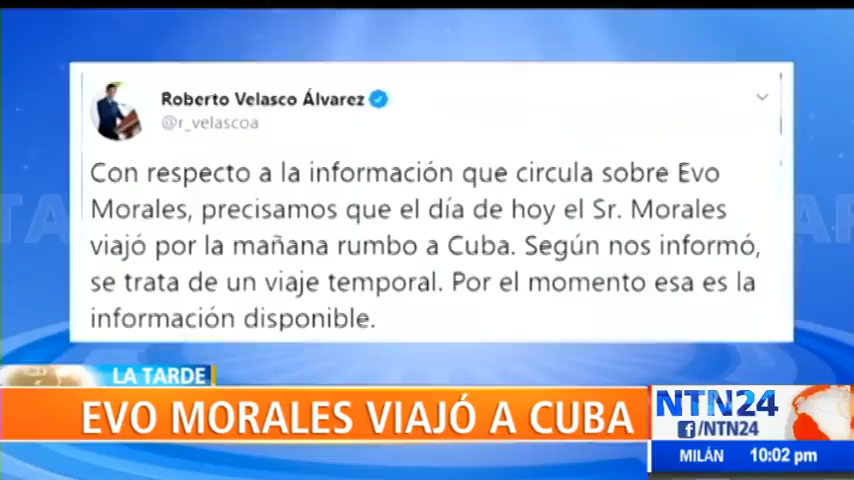 Roberto Velasco Álvarez
@r_velascoa
Con respecto a la información que circula sobre Evo
Morales, precisamos que el día de hoy el Sr. Morales
viajó por la mañana rumbo a Cuba. Según nos informó,
se trata de un viaje temporal. Por el momento esa es la
información disponible.
LA TARDE
EVO MORALES VIAJÓ A CUBA
NTN24
f/NTN24
MILÁN 10:02 pm